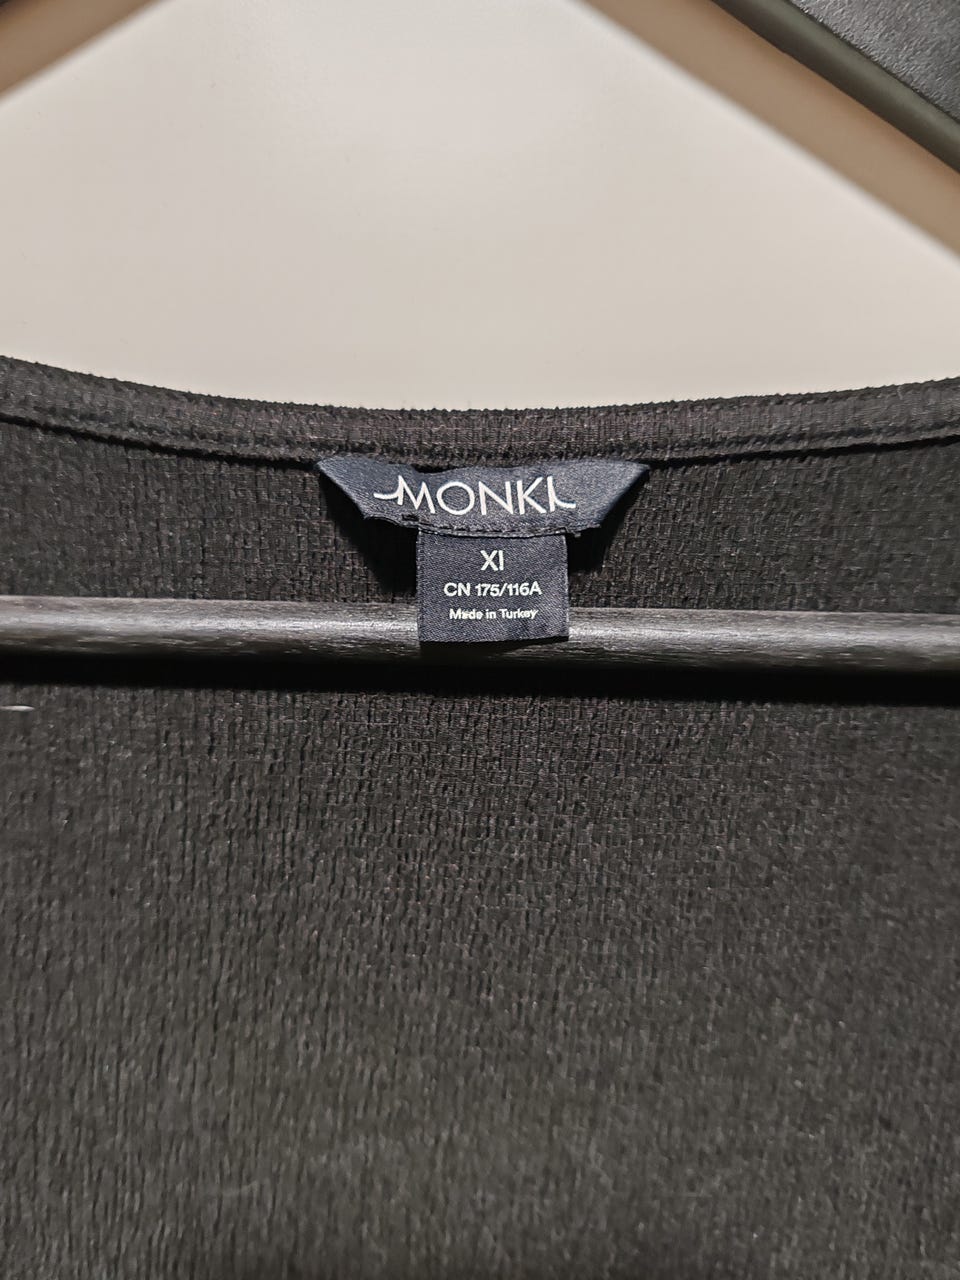 MONKI
Xl
CN 175/116A
Made in Turkey